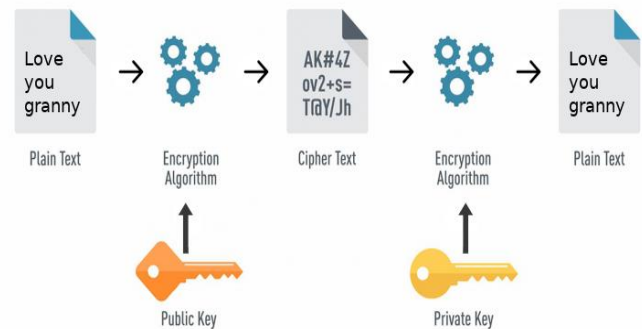 Love
you
granny
AK#4Z
ov2+s=
T@Y/Jh
Love
you
granny
Plain Text
Encryption
Algorithm
Cipher Text
Encryption
Algorithm
Plain Text
Public Key
Private Key